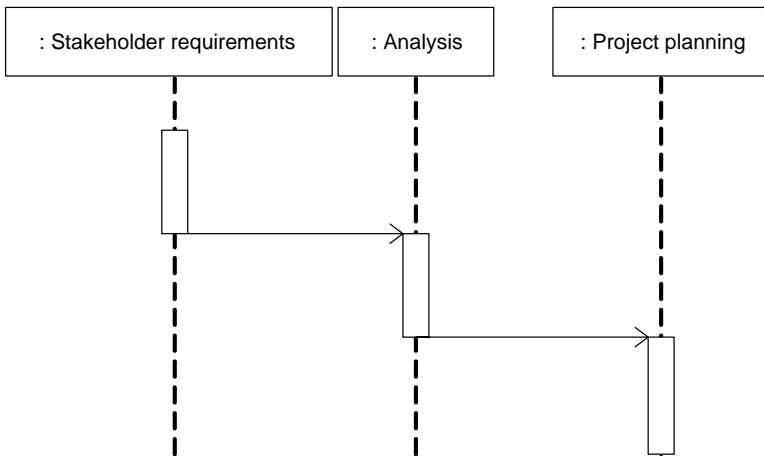 : Stakeholder requirements
: Analysis
: Project planning